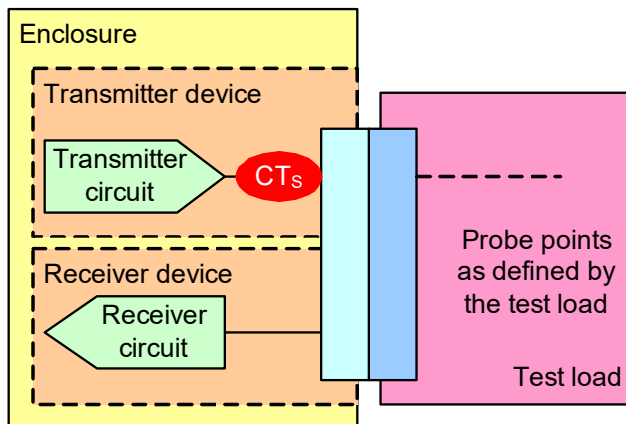 Enclosure
Transmitter device
Transmitter
circuit
CTS
Receiver device
Receiver
circuit
Probe points
as defined by
the test load
Test load